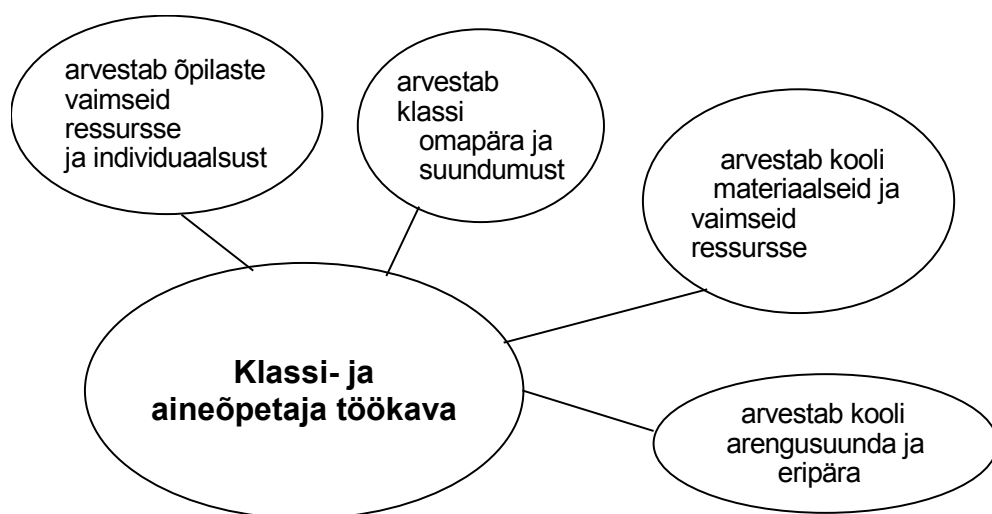 arvestab õpilaste
vaimseid
ressursse
ja individuaalsust
arvestab
klassi
omapära ja
suundumust
arvestab kooli
materiaalseid ja
vaimseid
ressursse
Klassi- ja
aineõpetaja töökava
arvestab kooli
arengusuunda ja
eripära